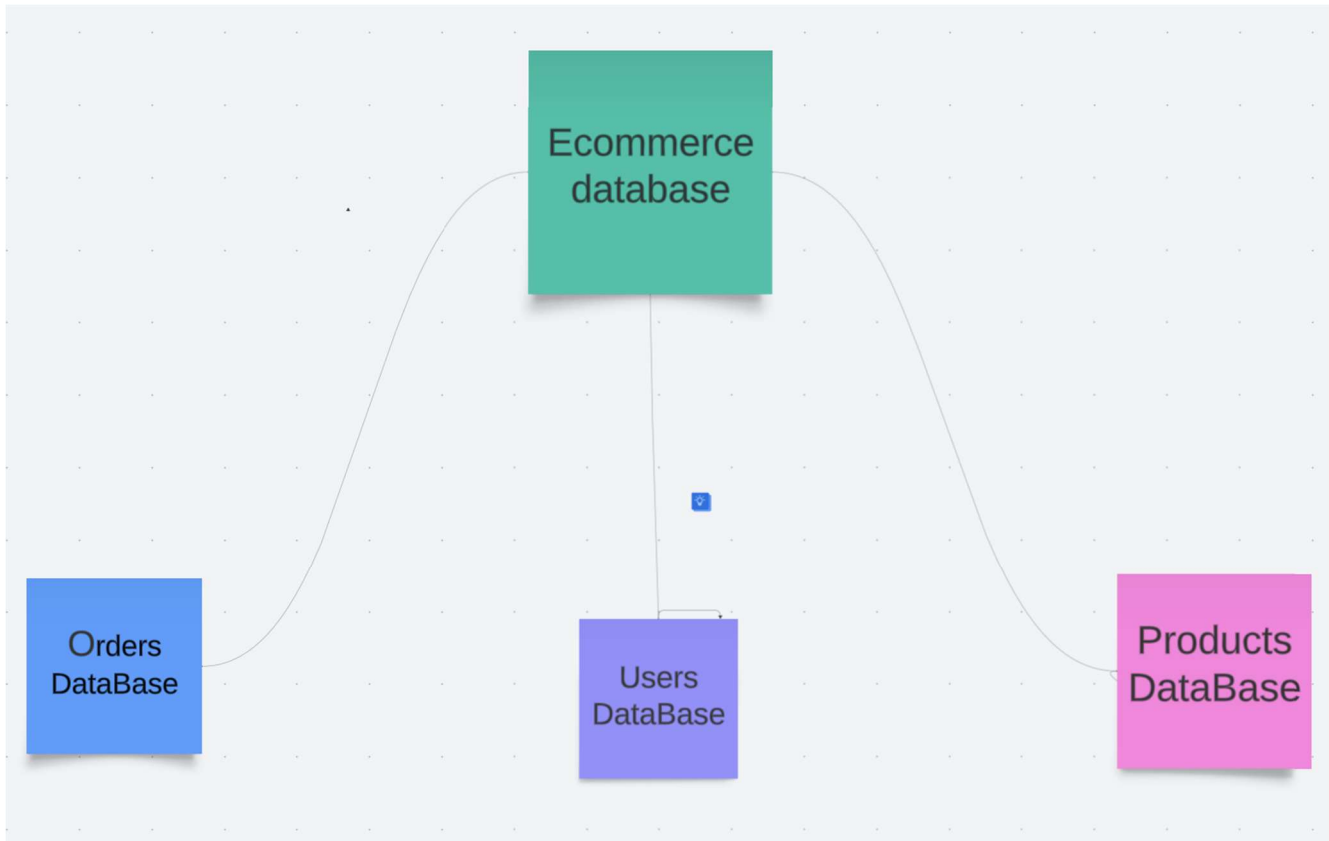 Ecommerce
database
Orders
DataBase
Users
DataBase
Products
DataBase